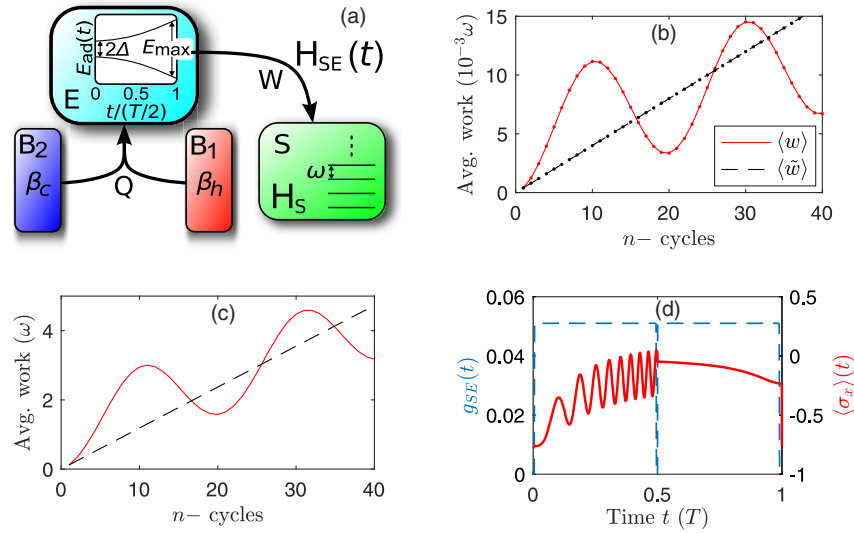 (a)
E_ad(t)
2Δ
E_max
E
0 0.5 1
t/(T/2)
W
H_SE(t)
B_2
β_c
Q
B_1
β_h
S
ω
H_S
(b)
Avg. work (10^{-3}ω)
15
10
5
0
0 10 20 30 40
n− cycles
⟨w⟩
⟨w̃⟩
(c)
Avg. work (ω)
4
2
0
0 10 20 30 40
n− cycles
(d)
g_SE(t)
0.06
0.04
0.02
0
0 0.5 1
Time t (T)
0.5
0
-0.5
-1
⟨σ_x⟩(t)